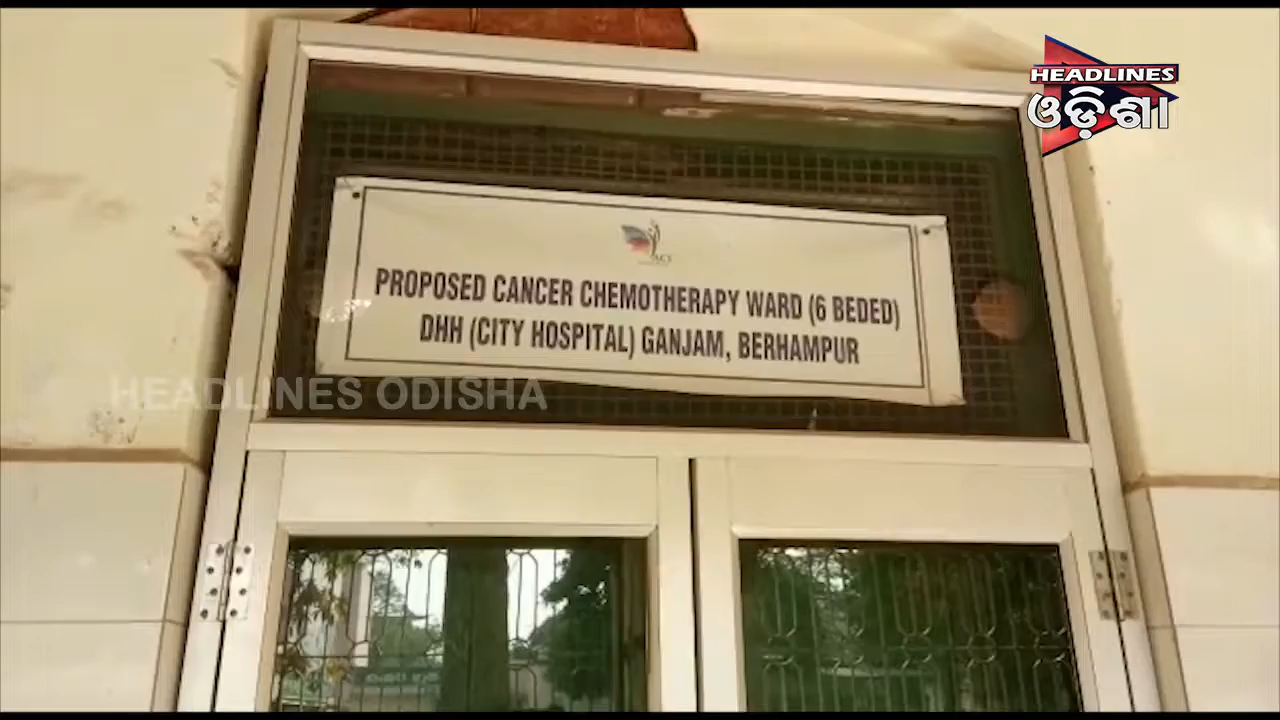 HEADLINES
ଓଡ଼ିଶା
PROPOSED CANCER CHEMOTHERAPY WARD (6 BEDED)
DHH (CITY HOSPITAL) GANJAM, BERHAMPUR
HEADLINES ODISHA